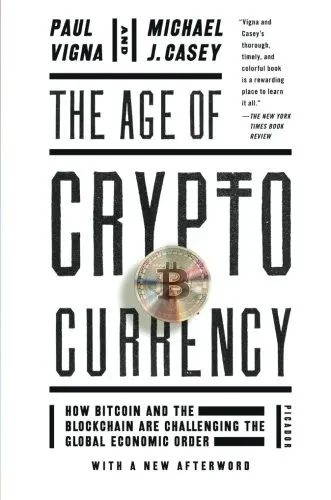 PAUL VIGNA
AND
MICHAEL J. CASEY
"Vigna and
Casey's
thorough,
timely, and
colorful book
is a rewarding
place to learn
it all."
—THE NEW YORK
TIMES BOOK
REVIEW
THE AGE OF
CRYPTO
CURRENCY
HOW BITCOIN AND THE
BLOCKCHAIN ARE CHALLENGING THE
GLOBAL ECONOMIC ORDER
PICADOR
WITH A NEW AFTERWORD